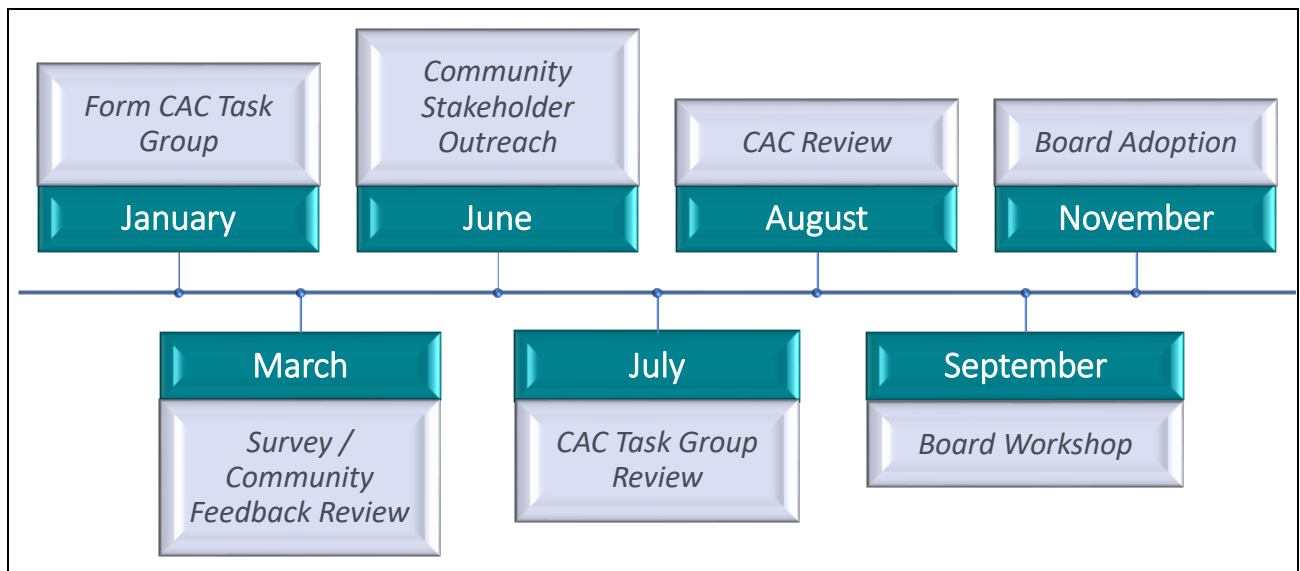 Form CAC Task
Group
January
Community
Stakeholder
Outreach
June
CAC Review
August
Board Adoption
November
March
Survey /
Community
Feedback Review
July
CAC Task Group
Review
September
Board Workshop